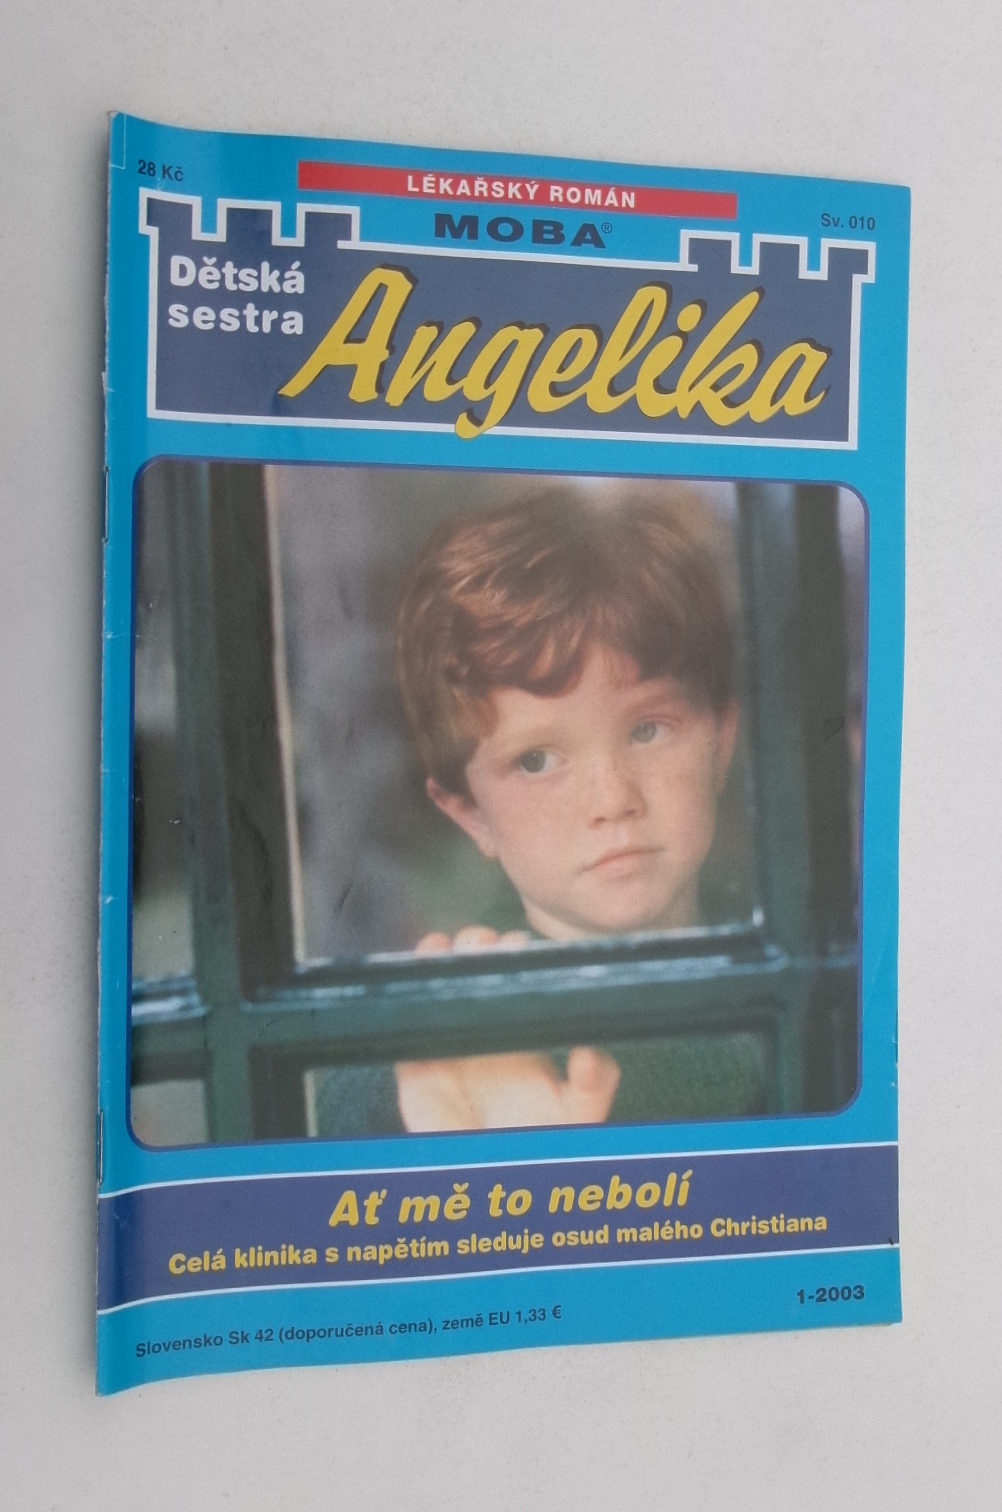 28 Kč
LÉKAŘSKÝ ROMÁN
MOBA®
Sv. 010
Dětská
sestra
Angelika
Ať mě to nebolí
Celá klinika s napětím sleduje osud malého Christiana
1-2003
Slovensko Sk 42 (doporučená cena), země EU 1,33 €